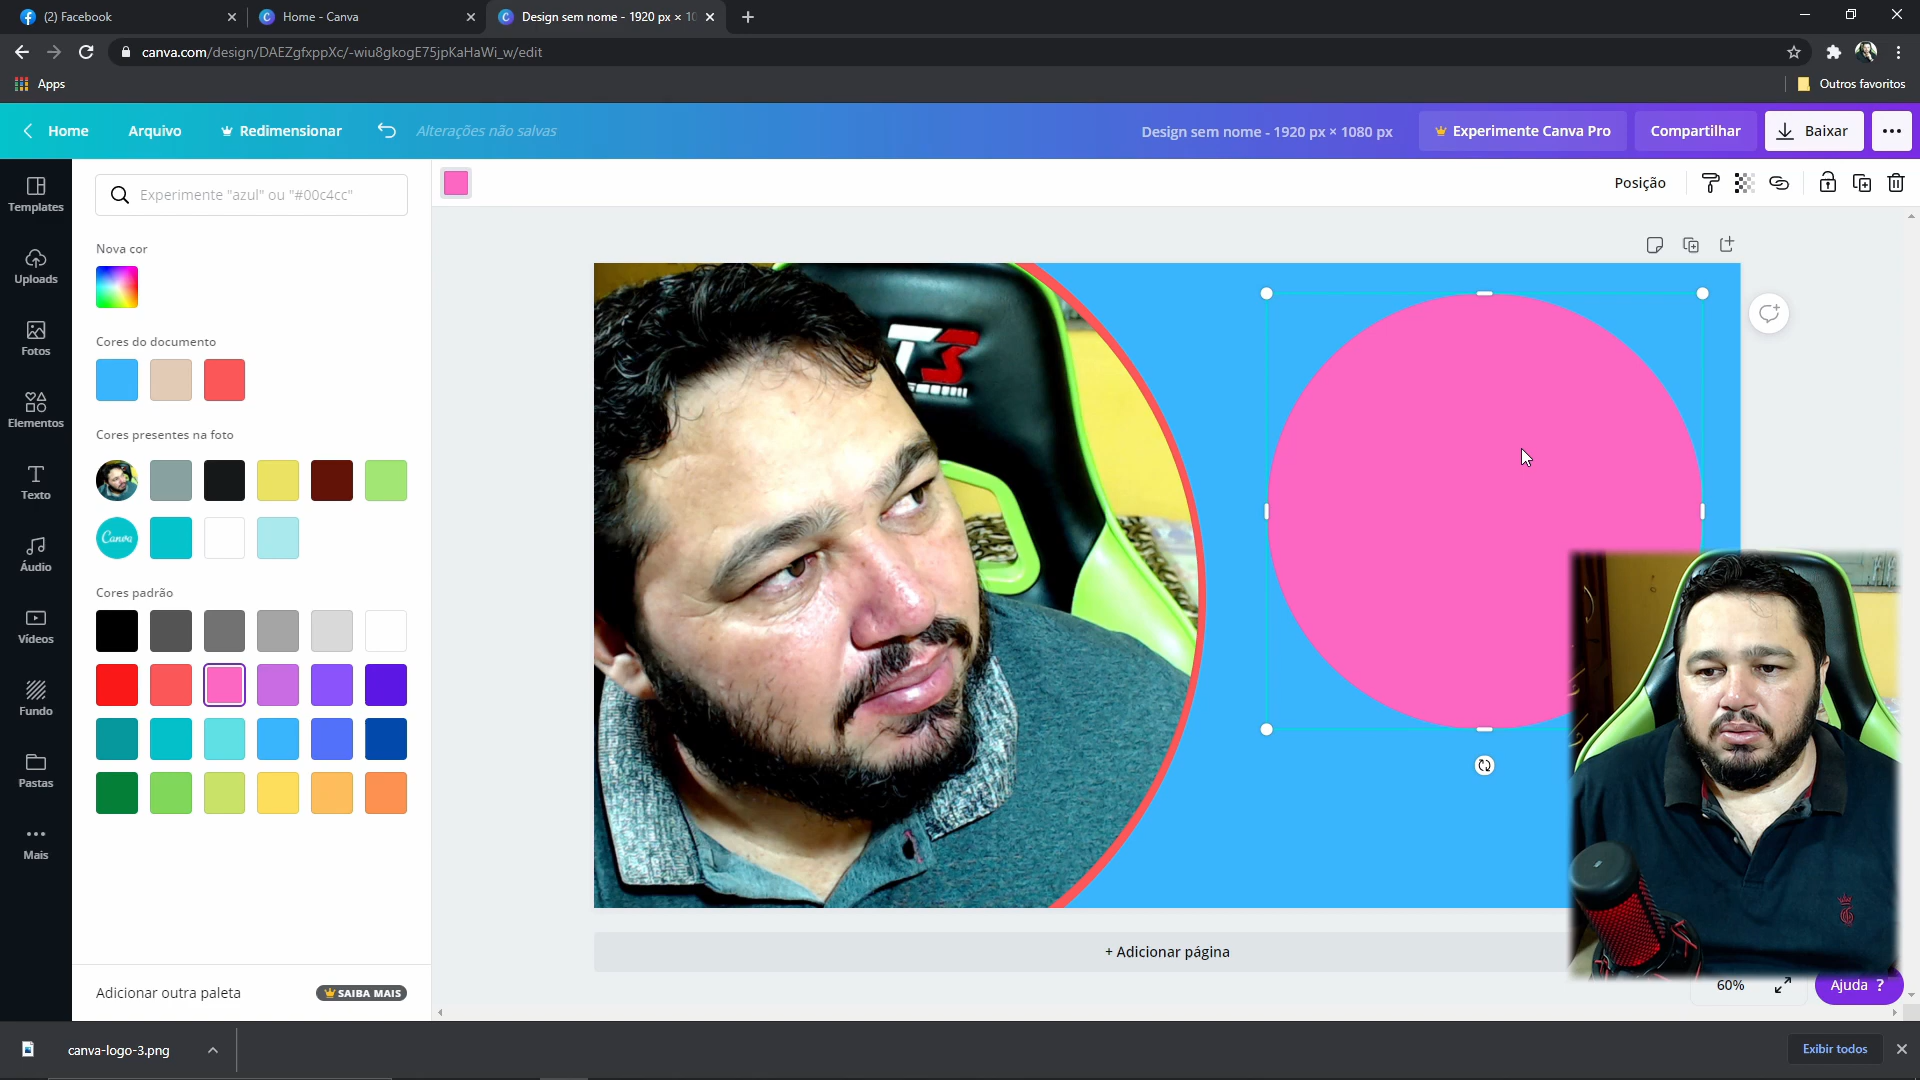 (2) Facebook
Home - Canva
Design sem nome - 1920 px × 10
canva.com/design/DAEZgfxppXc/-wiu8gkogE75jpKaHaWi_w/edit
Apps
Outros favoritos
Home
Arquivo
Redimensionar
Alterações não salvas
Design sem nome - 1920 px × 1080 px
Experimente Canva Pro
Compartilhar
Baixar
Templates
Uploads
Fotos
Elementos
Texto
Áudio
Vídeos
Fundo
Pastas
Mais
Experimente "azul" ou "#00c4cc"
Nova cor
Cores do documento
Cores presentes na foto
Canva
Cores padrão
Adicionar outra paleta
SAIBA MAIS
Posição
T3
+ Adicionar página
60%
Ajuda ?
canva-logo-3.png
Exibir todos